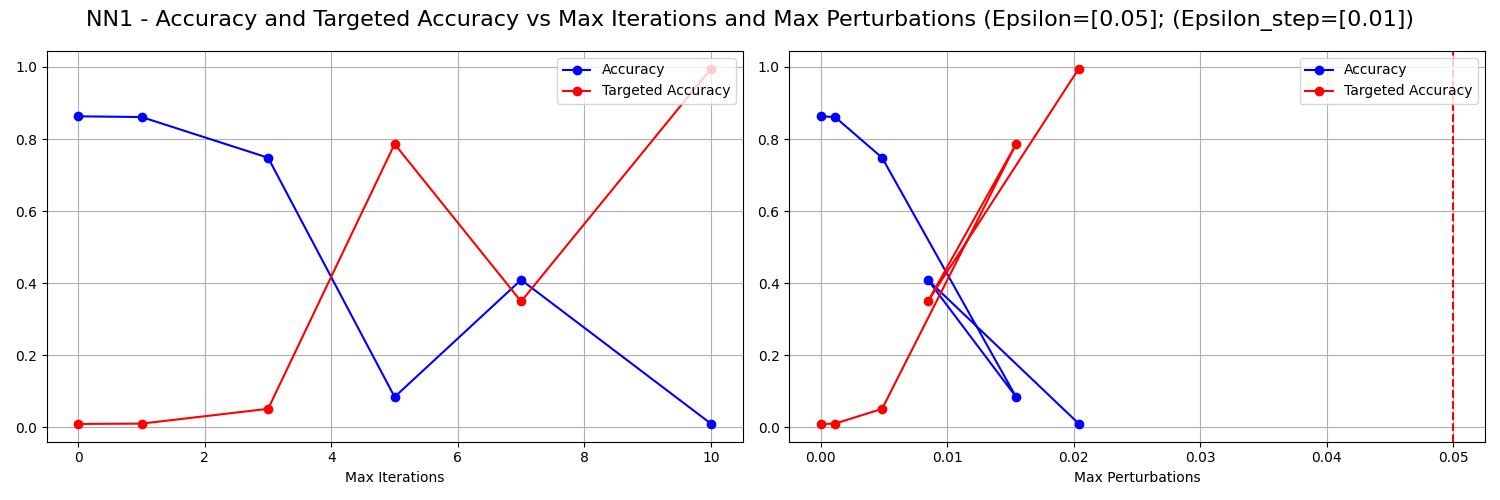 NN1 - Accuracy and Targeted Accuracy vs Max Iterations and Max Perturbations (Epsilon=[0.05]; (Epsilon_step=[0.01])
1.0
0.8
0.6
0.4
0.2
0.0
0 2 4 6 8 10
Max Iterations
Accuracy
Targeted Accuracy
1.0
0.8
0.6
0.4
0.2
0.0
0.00 0.01 0.02 0.03 0.04 0.05
Max Perturbations
Accuracy
Targeted Accuracy